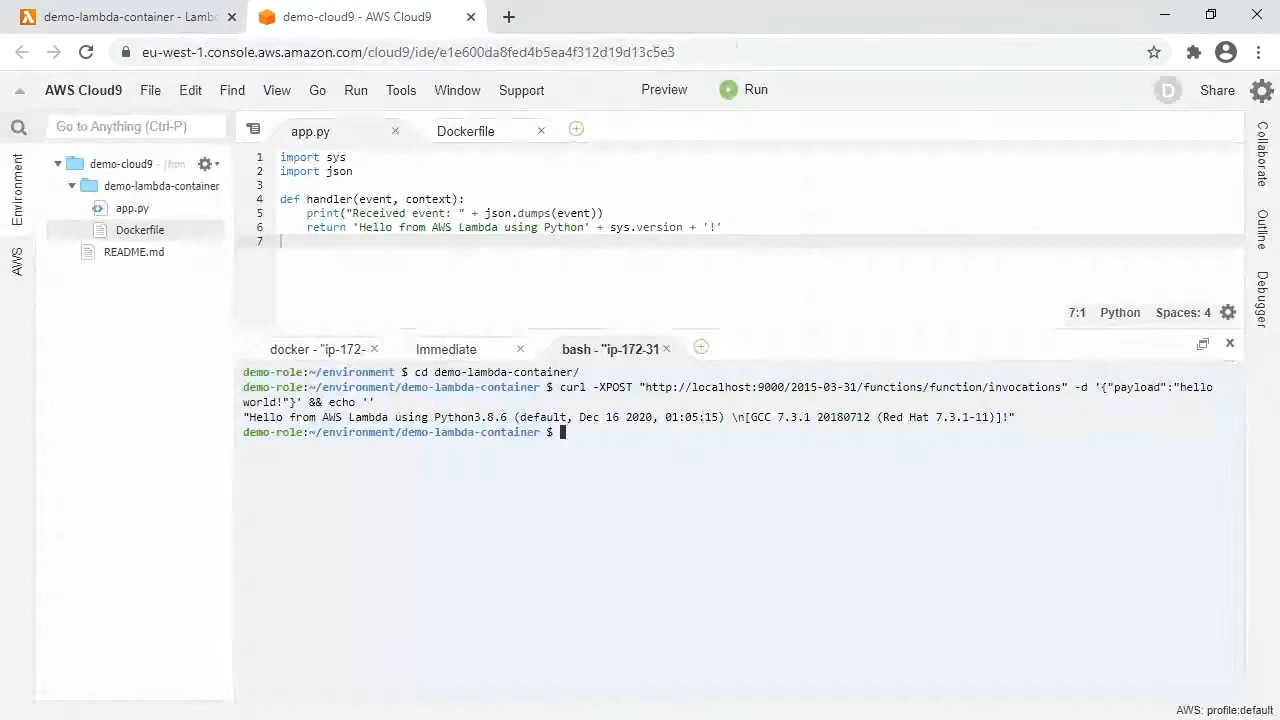 demo-lambda-container - Lamb
demo-cloud9 - AWS Cloud9
eu-west-1.console.aws.amazon.com/cloud9/ide/e1e600da8fed4b5ea4f312d19d13c5e3
AWS Cloud9 File Edit Find View Go Run Tools Window Support Preview Run D Share
Go to Anything (Ctrl-P)
app.py
Dockerfile
Environment
AWS
demo-cloud9 - /from
demo-lambda-container
app.py
Dockerfile
README.md
1 import sys
2 import json
3
4 def handler(event, context):
5 print("Received event: " + json.dumps(event))
6 return 'Hello from AWS Lambda using Python' + sys.version + '!'
7
7:1 Python Spaces: 4
Collaborate
Outline
Debugger
docker - "ip-172-
Immediate
bash - "ip-172-31
demo-role:~/environment $ cd demo-lambda-container/
demo-role:~/environment/demo-lambda-container $ curl -XPOST "http://localhost:9000/2015-03-31/functions/function/invocations" -d '{"payload":"hello
world!"}' && echo ''
"Hello from AWS Lambda using Python3.8.6 (default, Dec 16 2020, 01:05:15) \n[GCC 7.3.1 20180712 (Red Hat 7.3.1-11)]!"
demo-role:~/environment/demo-lambda-container $
AWS: profile:default